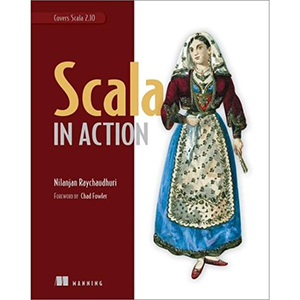 Covers Scala 2.10
Scala
IN ACTION
Nilanjan Raychaudhuri
FOREWORD BY Chad Fowler
MANNING